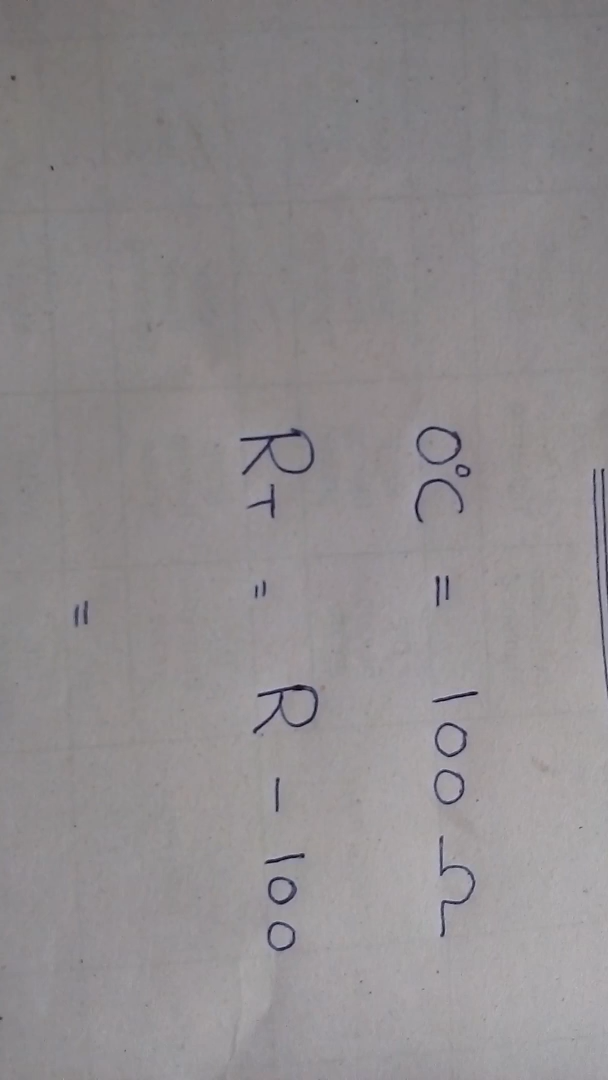 0°C = 100 Ω
RT = R - 100
=